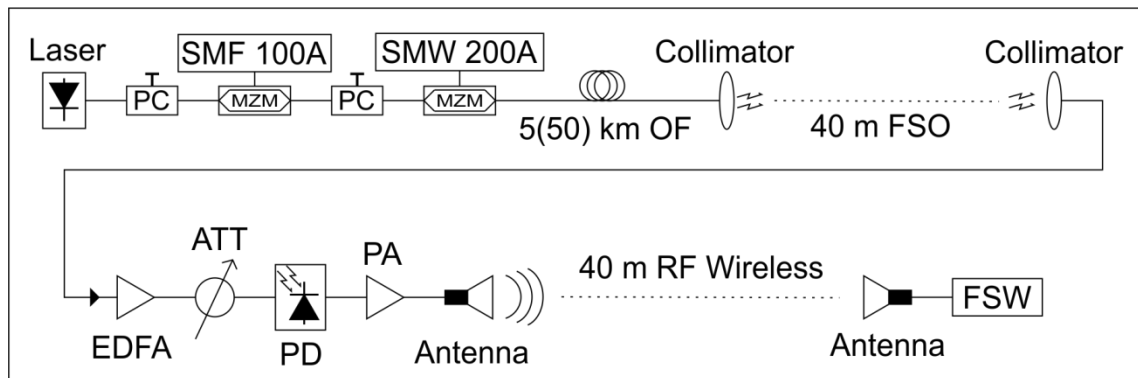 Laser
SMF 100A
SMW 200A
Collimator
Collimator
PC
MZM
PC
MZM
5(50) km OF
40 m FSO
ATT
PA
40 m RF Wireless
FSW
EDFA
PD
Antenna
Antenna